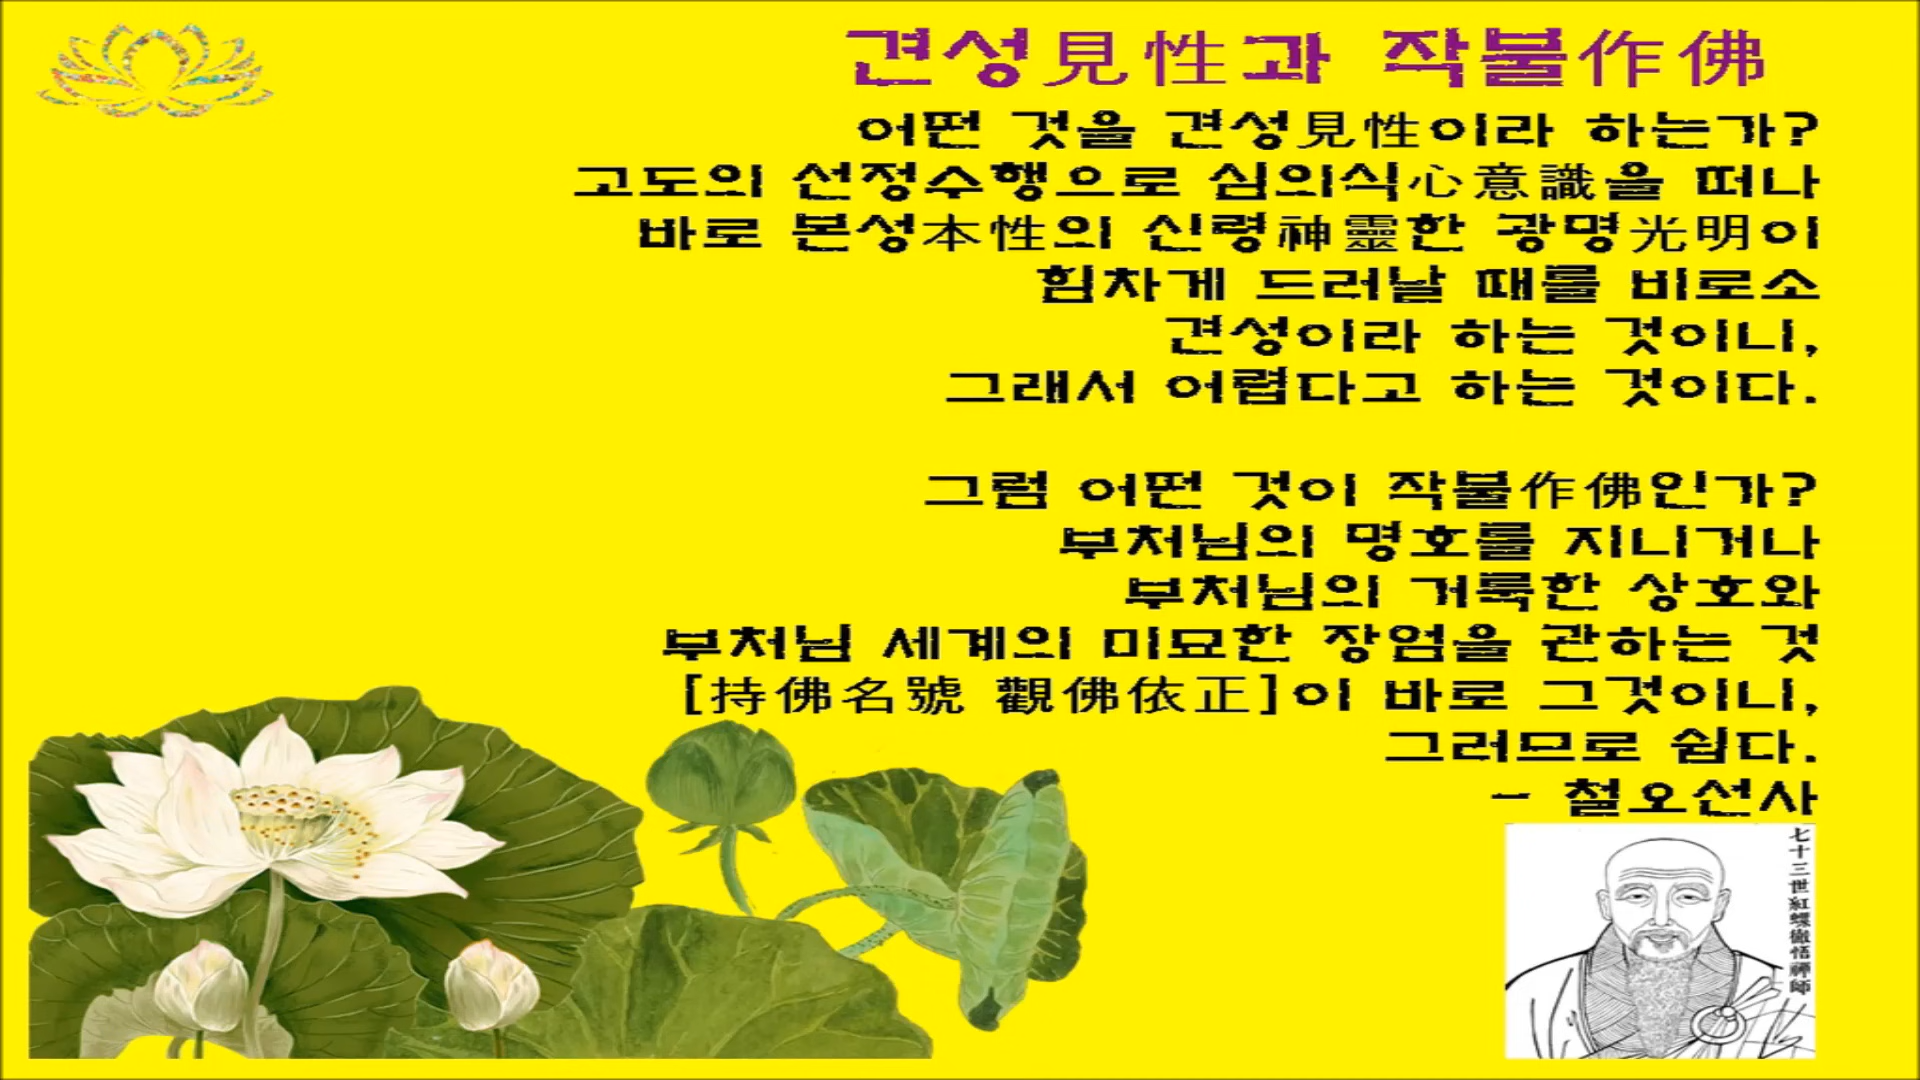 견성見性과 작불作佛
어떤 것을 견성見性이라 하는가?
고도의 선정수행으로 심의식心意識을 떠나
바로 본성本性의 신령神靈한 광명光明이
힘차게 드러날 때를 비로소
견성이라 하는 것이니,
그래서 어렵다고 하는 것이다.
그럼 어떤 것이 작불作佛인가?
부처님의 명호를 지니거나
부처님의 거룩한 상호와
부처님 세계의 미묘한 장엄을 관하는 것
[持佛名號 觀佛依正]이 바로 그것이니,
그러므로 쉽다.
- 철오선사
七十三世紅螺徹悟禪師